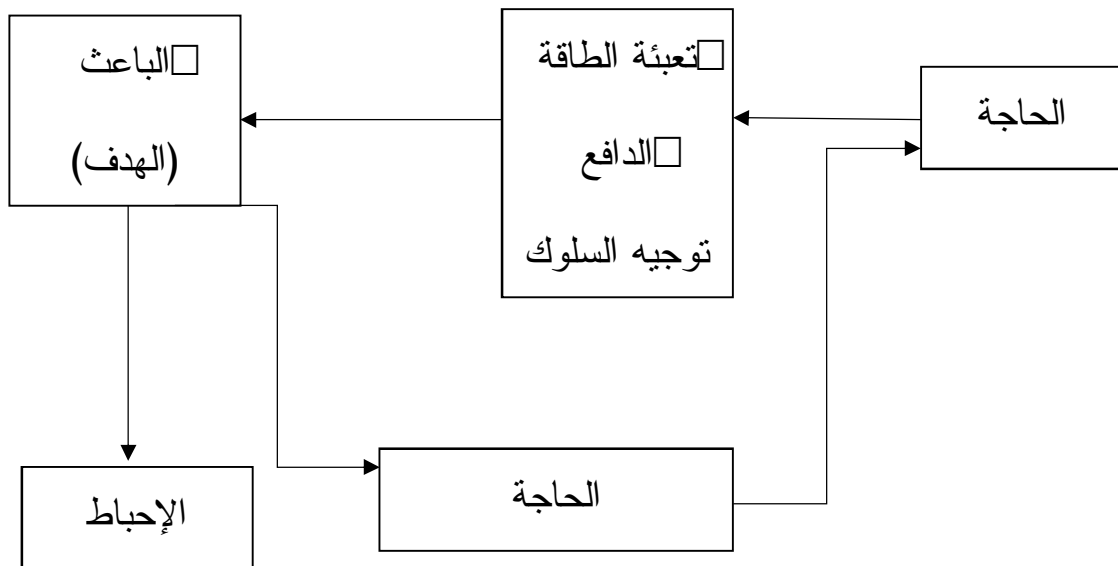 الحاجة
□تعبئة الطاقة
□الدافع
توجيه السلوك
□الباعث
(الهدف)
الحاجة
الإحباط